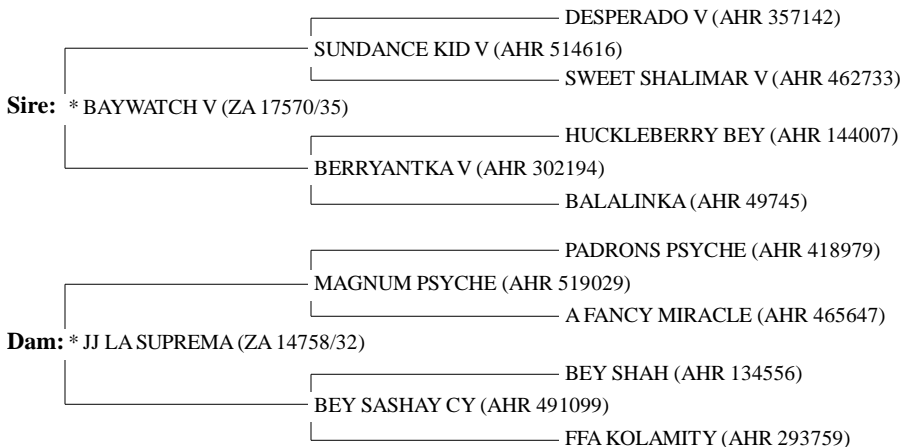 DESPERADO V (AHR 357142)
SUNDANCE KID V (AHR 514616)
SWEET SHALIMAR V (AHR 462733)
Sire: * BAYWATCH V (ZA 17570/35)
HUCKLEBERRY BEY (AHR 144007)
BERRYANTKA V (AHR 302194)
BALALINKA (AHR 49745)
PADRONS PSYCHE (AHR 418979)
MAGNUM PSYCHE (AHR 519029)
A FANCY MIRACLE (AHR 465647)
Dam: * JJ LA SUPREMA (ZA 14758/32)
BEY SHAH (AHR 134556)
BEY SASHAY CY (AHR 491099)
FFA KOLAMITY (AHR 293759)